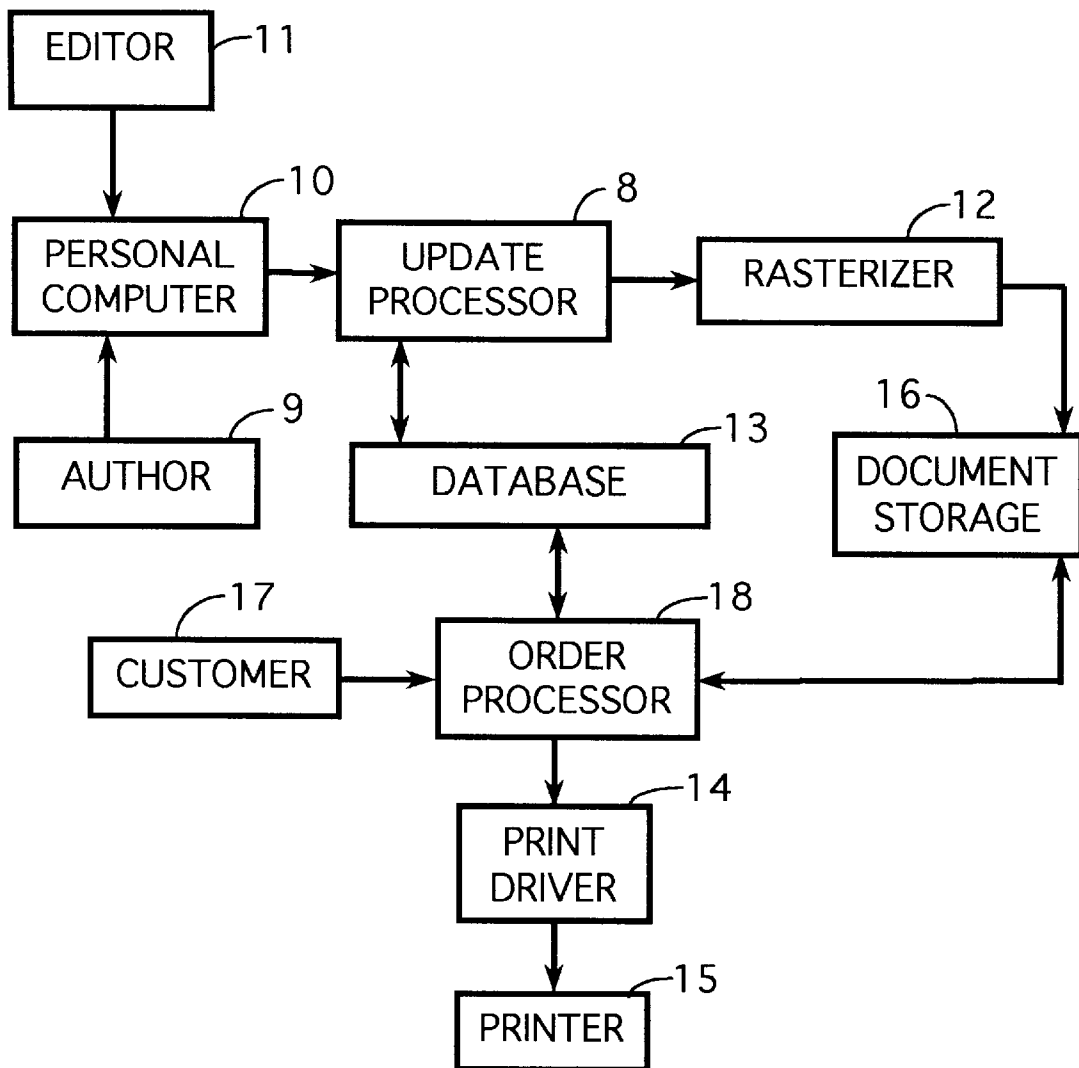 EDITOR
11
10
8
12
PERSONAL
COMPUTER
UPDATE
PROCESSOR
RASTERIZER
9
13
16
AUTHOR
DATABASE
DOCUMENT
STORAGE
17
18
CUSTOMER
ORDER
PROCESSOR
14
PRINT
DRIVER
15
PRINTER